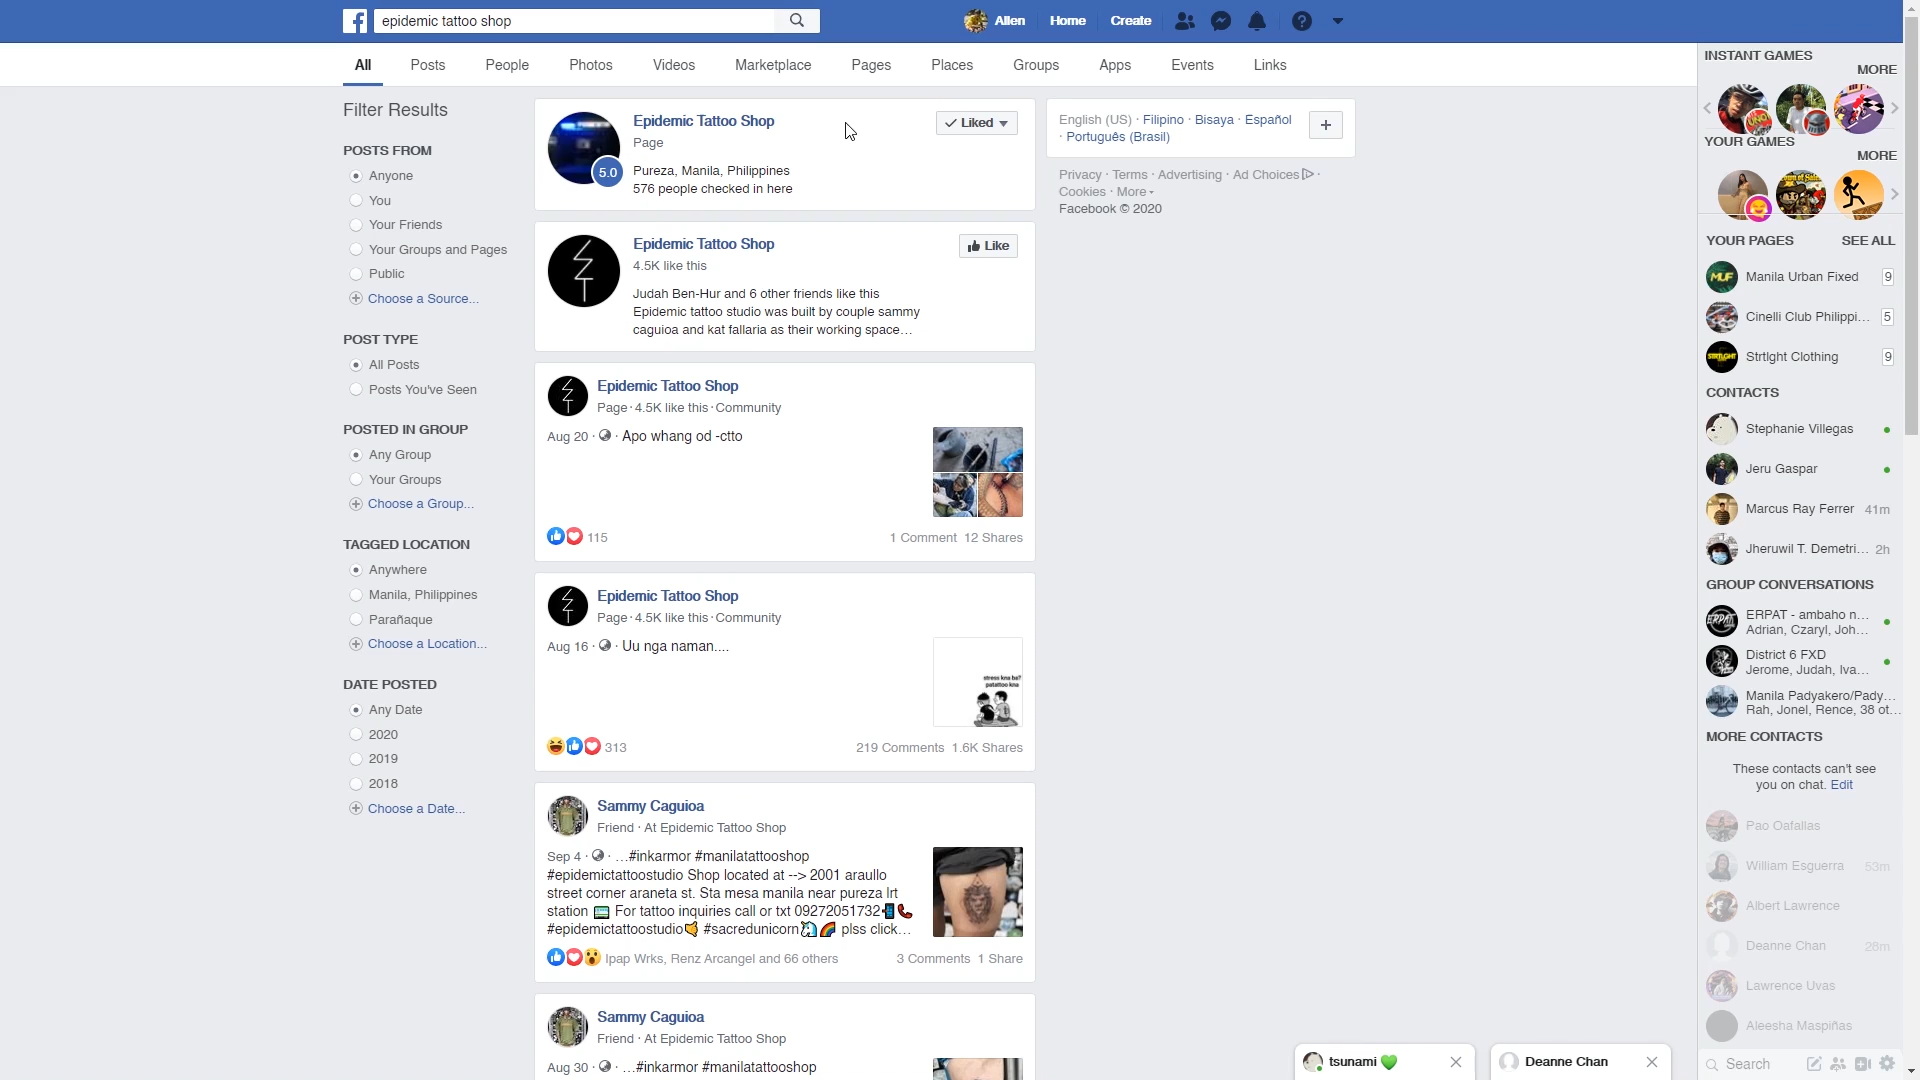 epidemic tattoo shop
Allen Home Create
All Posts People Photos Videos Marketplace Pages Places Groups Apps Events Links
Filter Results
POSTS FROM
Anyone
You
Your Friends
Your Groups and Pages
Public
Choose a Source...
POST TYPE
All Posts
Posts You've Seen
POSTED IN GROUP
Any Group
Your Groups
Choose a Group...
TAGGED LOCATION
Anywhere
Manila, Philippines
Parañaque
Choose a Location...
DATE POSTED
Any Date
2020
2019
2018
Choose a Date...
Epidemic Tattoo Shop
Liked
Page
5.0
Pureza, Manila, Philippines
576 people checked in here
Epidemic Tattoo Shop
Like
4.5K like this
Judah Ben-Hur and 6 other friends like this
Epidemic tattoo studio was built by couple sammy
caguioa and kat fallaria as their working space...
Epidemic Tattoo Shop
Page · 4.5K like this · Community
Aug 20 · Apo whang od -ctto
115
1 Comment 12 Shares
Epidemic Tattoo Shop
Page · 4.5K like this · Community
Aug 16 · Uu nga naman....
stress kna ba?
patattoo kna
313
219 Comments 1.6K Shares
Sammy Caguioa
Friend · At Epidemic Tattoo Shop
Sep 4 · ...#inkarmor #manilatattooshop
#epidemictattoostudio Shop located at --> 2001 araullo
street corner araneta st. Sta mesa manila near pureza lrt
station 🚍 For tattoo inquiries call or txt 09272051732📲📞
#epidemictattoostudio🤙 #sacredunicorn🦄🌈 plss click...
Ipap Wrks, Renz Arcangel and 66 others
3 Comments 1 Share
Sammy Caguioa
Friend · At Epidemic Tattoo Shop
Aug 30 · ...#inkarmor #manilatattooshop
English (US) · Filipino · Bisaya · Español
· Português (Brasil)
Privacy · Terms · Advertising · Ad Choices ·
Cookies · More
Facebook © 2020
INSTANT GAMES
MORE
UNO
YOUR GAMES
MORE
YOUR PAGES SEE ALL
MUF
Manila Urban Fixed 9
Cinelli Club Philippi... 5
STRTLGHT
Strtlght Clothing 9
CONTACTS
Stephanie Villegas
Jeru Gaspar
Marcus Ray Ferrer 41m
Jheruwil T. Demetri... 2h
GROUP CONVERSATIONS
ERPAT
ERPAT - ambaho n...
Adrian, Czaryl, Joh...
District 6 FXD
Jerome, Judah, Iva...
Manila Padyakero/Pady...
Rah, Jonel, Rence, 38 ot...
MORE CONTACTS
These contacts can't see
you on chat. Edit
Pao Oafallas
William Esguerra 53m
Albert Lawrence
Deanne Chan 28m
Lawrence Uvas
Aleesha Maspiñas
Search
tsunami 💚
Deanne Chan